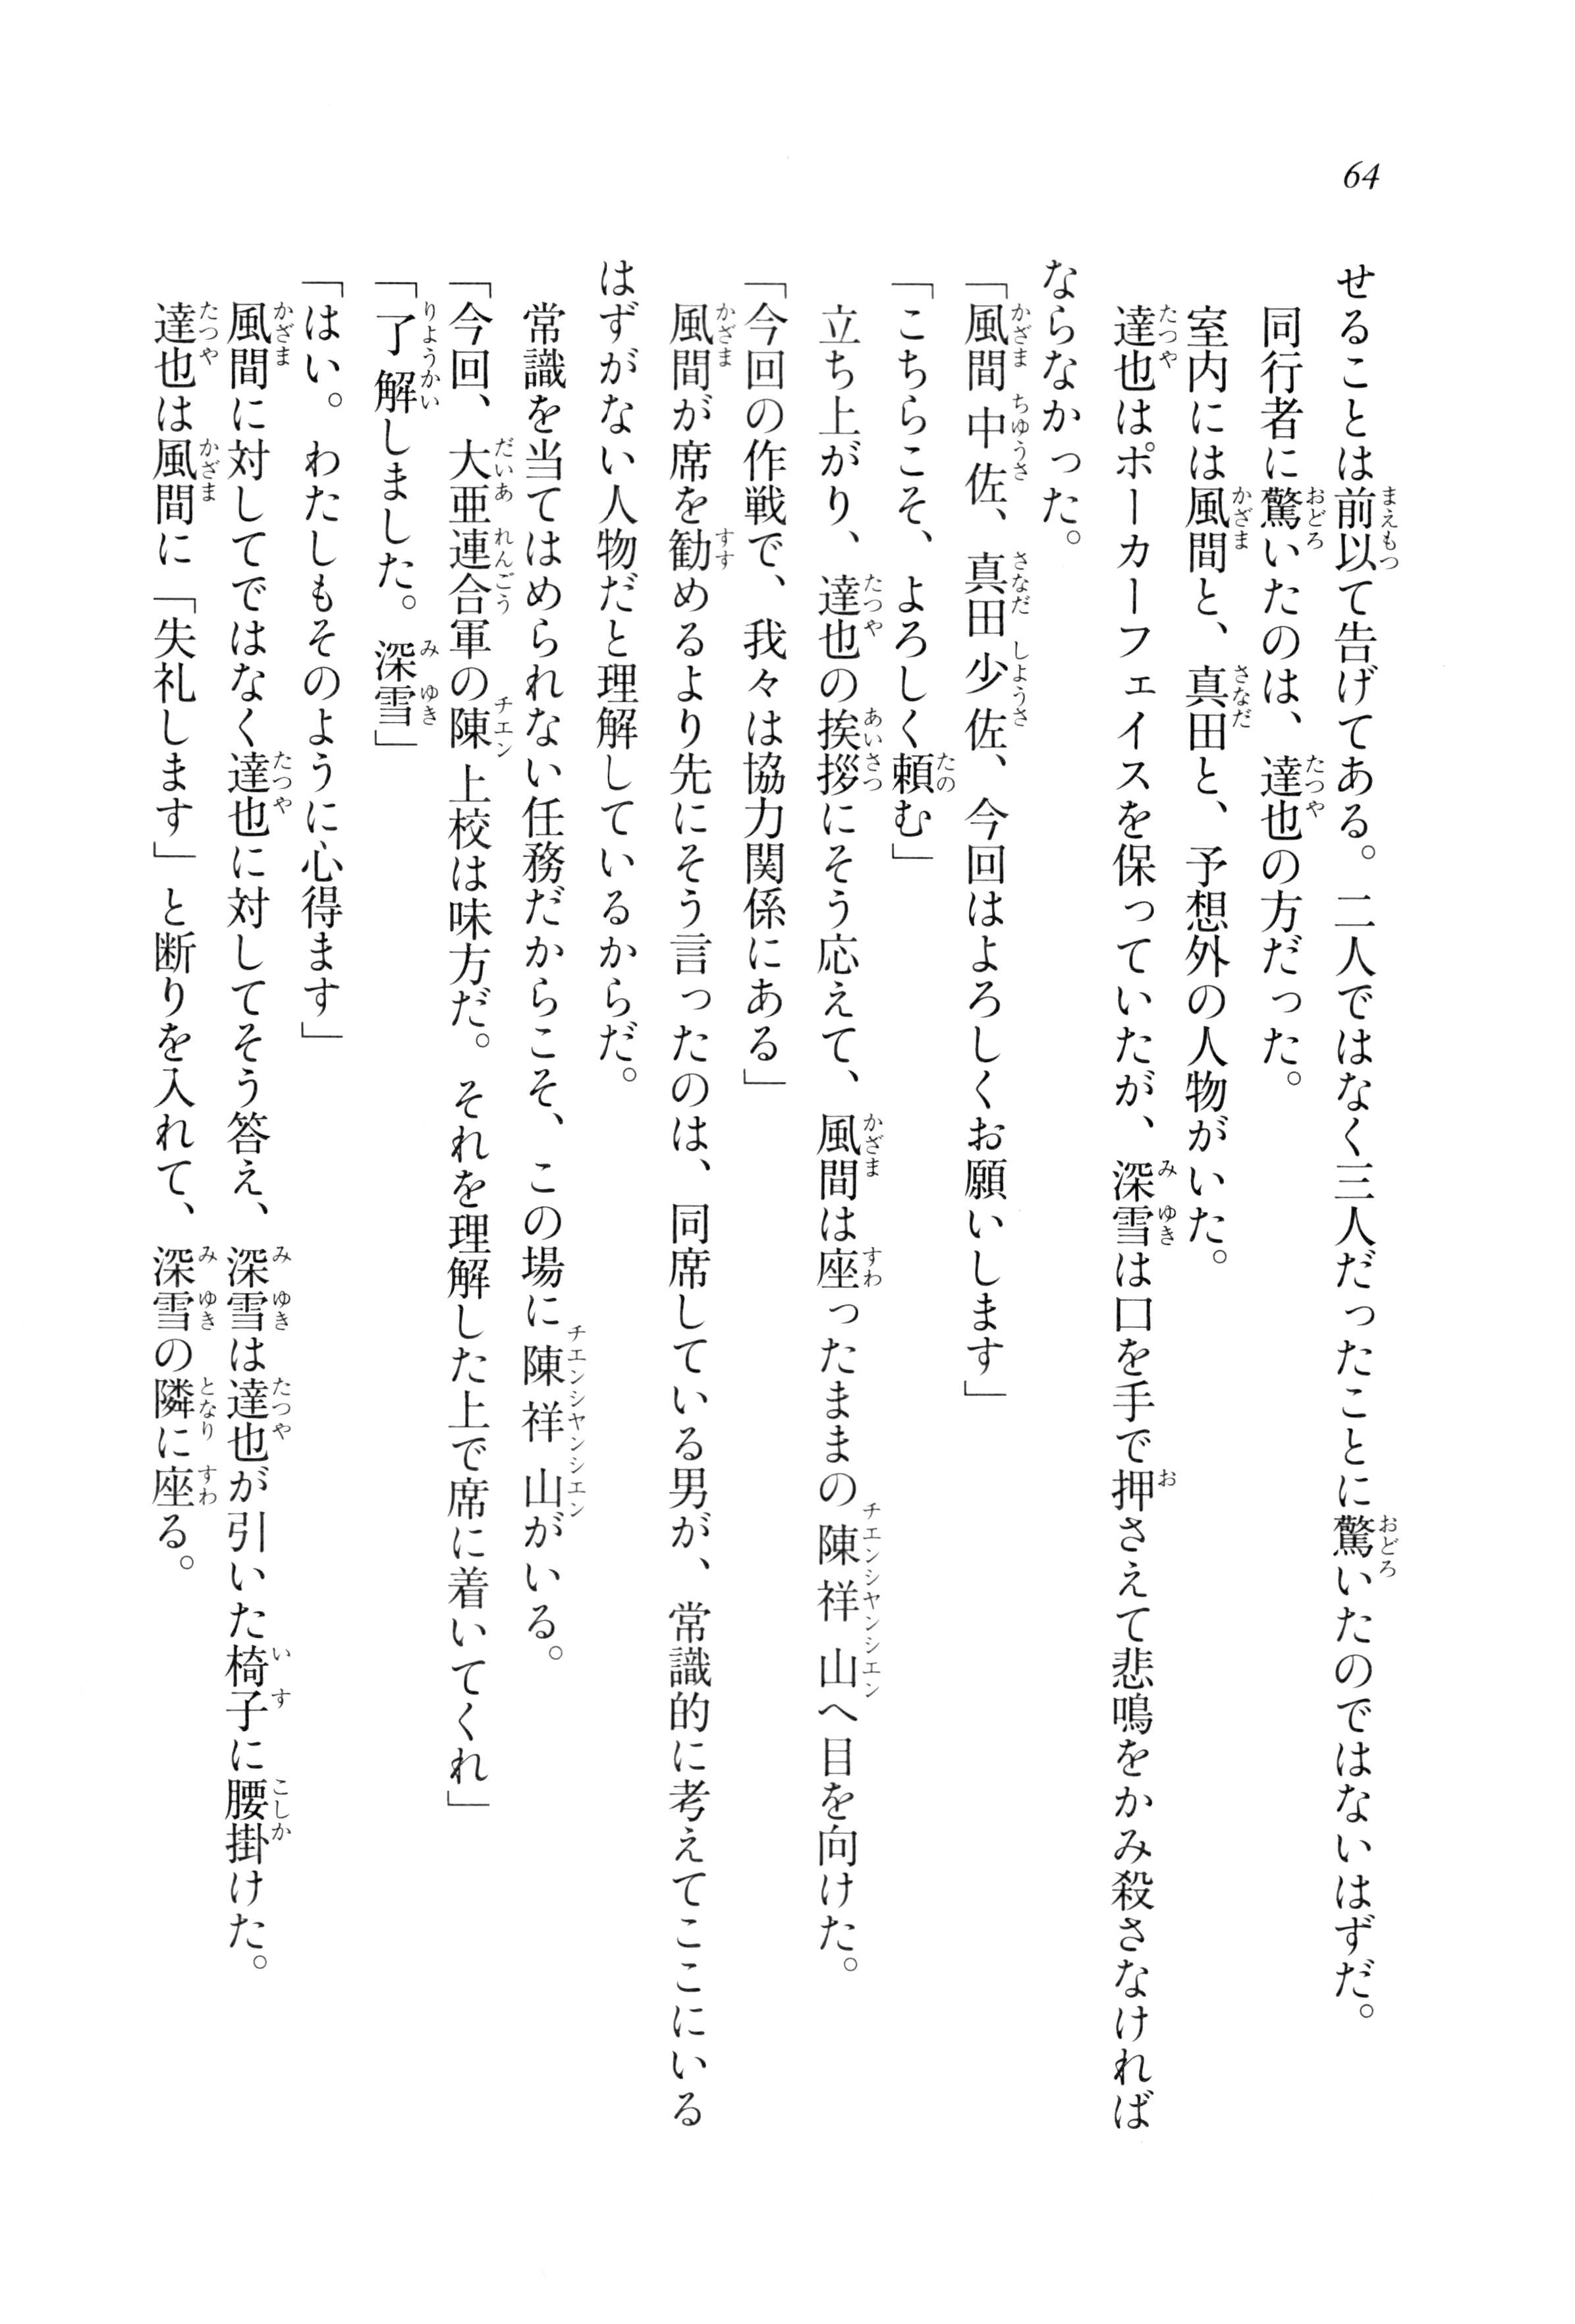 64
せることは前以て告げてある。二人ではなく三人だったことに驚いたのではないはずだ。
同行者に驚いたのは、達也の方だった。
室内には風間と、真田と、予想外の人物がいた。
達也はポーカーフェイスを保っていたが、深雪は口を手で押さえて悲鳴をかみ殺さなければ
ならなかった。
「風間中佐、真田少佐、今回はよろしくお願いします」
「こちらこそ、よろしく頼む」
立ち上がり、達也の挨拶にそう応えて、風間は座ったままの陳祥山へ目を向けた。
「今回の作戦で、我々は協力関係にある」
風間が席を勧めるより先にそう言ったのは、同席している男が、常識的に考えてここにいる
はずがない人物だと理解しているからだ。
常識を当てはめられない任務だからこそ、この場に陳祥山がいる。
「今回、大亜連合軍の陳上校は味方だ。それを理解した上で席に着いてくれ」
「了解しました。深雪」
「はい。わたしもそのように心得ます」
風間に対してではなく達也に対してそう答え、深雪は達也が引いた椅子に腰掛けた。
達也は風間に「失礼します」と断りを入れて、深雪の隣に座る。